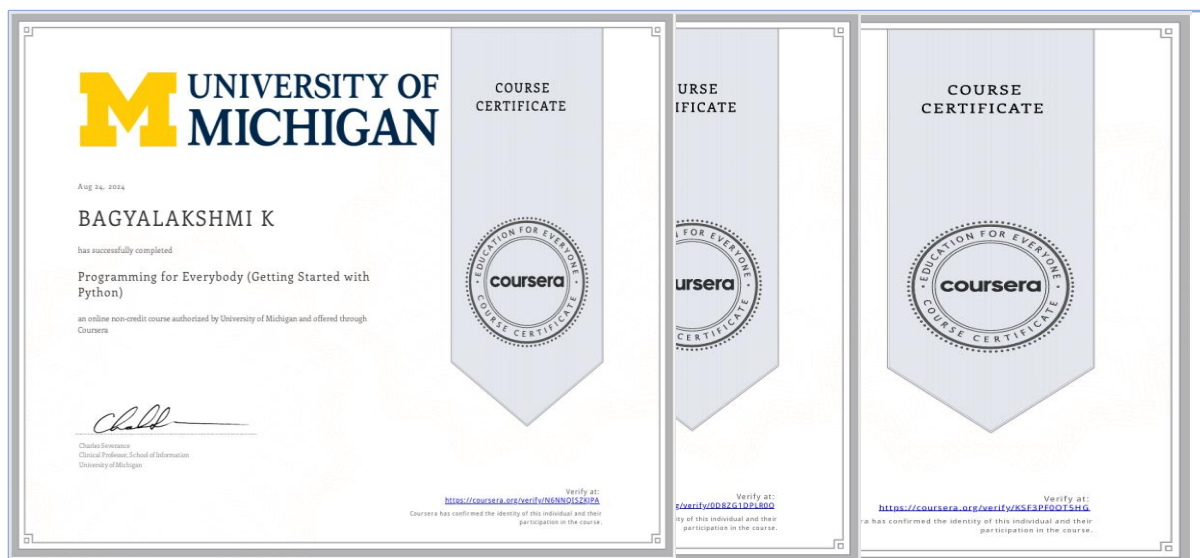 M UNIVERSITY OF
MICHIGAN
COURSE
CERTIFICATE
Aug 24, 2024
BAGYALAKSHMI K
has successfully completed
Programming for Everybody (Getting Started with
Python)
an online non-credit course authorized by University of Michigan and offered through
Coursera
EDUCATION FOR EVERYONE
coursera
COURSE CERTIFICATE
Charles Severance
Clinical Professor, School of Information
University of Michigan
Verify at:
https://coursera.org/verify/N6NNQISZKJPA
Coursera has confirmed the identity of this individual and their
participation in the course.
URSE
IFICATE
FOR EVERYONE
ursera
CERTIFICATE
Verify at:
g/verify/0D8ZG1DPLR0O
ity of this individual and their
participation in the course.
COURSE
CERTIFICATE
EDUCATION FOR EVERYONE
coursera
COURSE CERTIFICATE
Verify at:
https://coursera.org/verify/KSF3PF0OT5HG
ra has confirmed the identity of this individual and their
participation in the course.